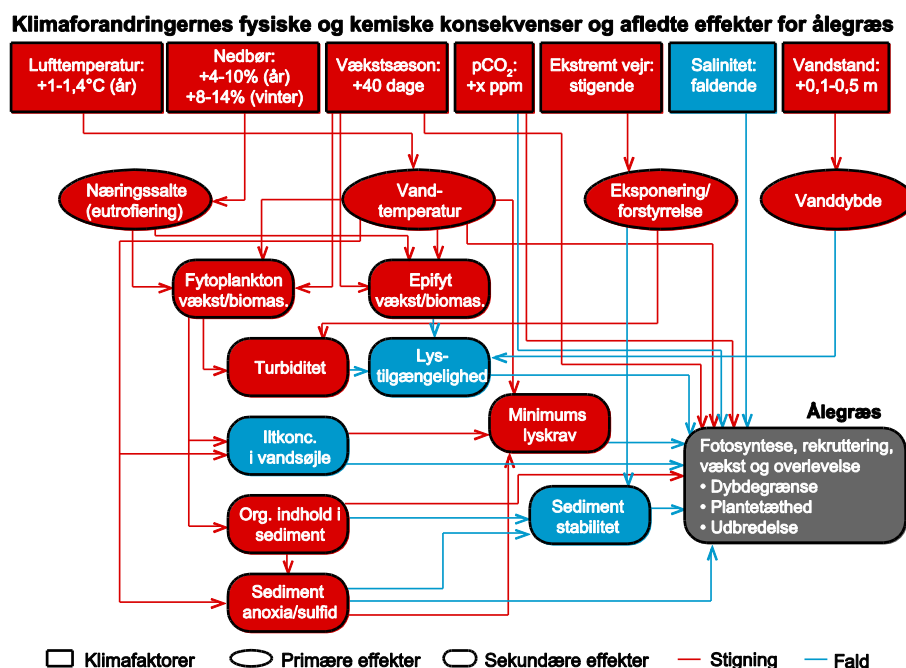 Klimaforandringernes fysiske og kemiske konsekvenser og afledte effekter for ålegræs
Lufttemperatur:
+1-1,4°C (år)
Nedbør:
+4-10% (år)
+8-14% (vinter)
Vækstsæson:
+40 dage
pCO₂:
+x ppm
Ekstremt vejr:
stigende
Salinitet:
faldende
Vandstand:
+0,1-0,5 m
Næringssalte
(eutrofiering)
Vand-
temperatur
Eksponering/
forstyrrelse
Vanddybde
Fytoplankton
vækst/biomas.
Epifyt
vækst/biomas.
Turbiditet
Lys-
tilgængelighed
Minimums
lyskrav
Iltkonc.
i vandsøjle
Org. indhold i
sediment
Sediment
stabilitet
Sediment
anoxia/sulfid
Ålegræs
Fotosyntese, rekruttering,
vækst og overlevelse
• Dybdegrænse
• Plantetæthed
• Udbredelse
Klimafaktorer
Primære effekter
Sekundære effekter
Stigning
Fald